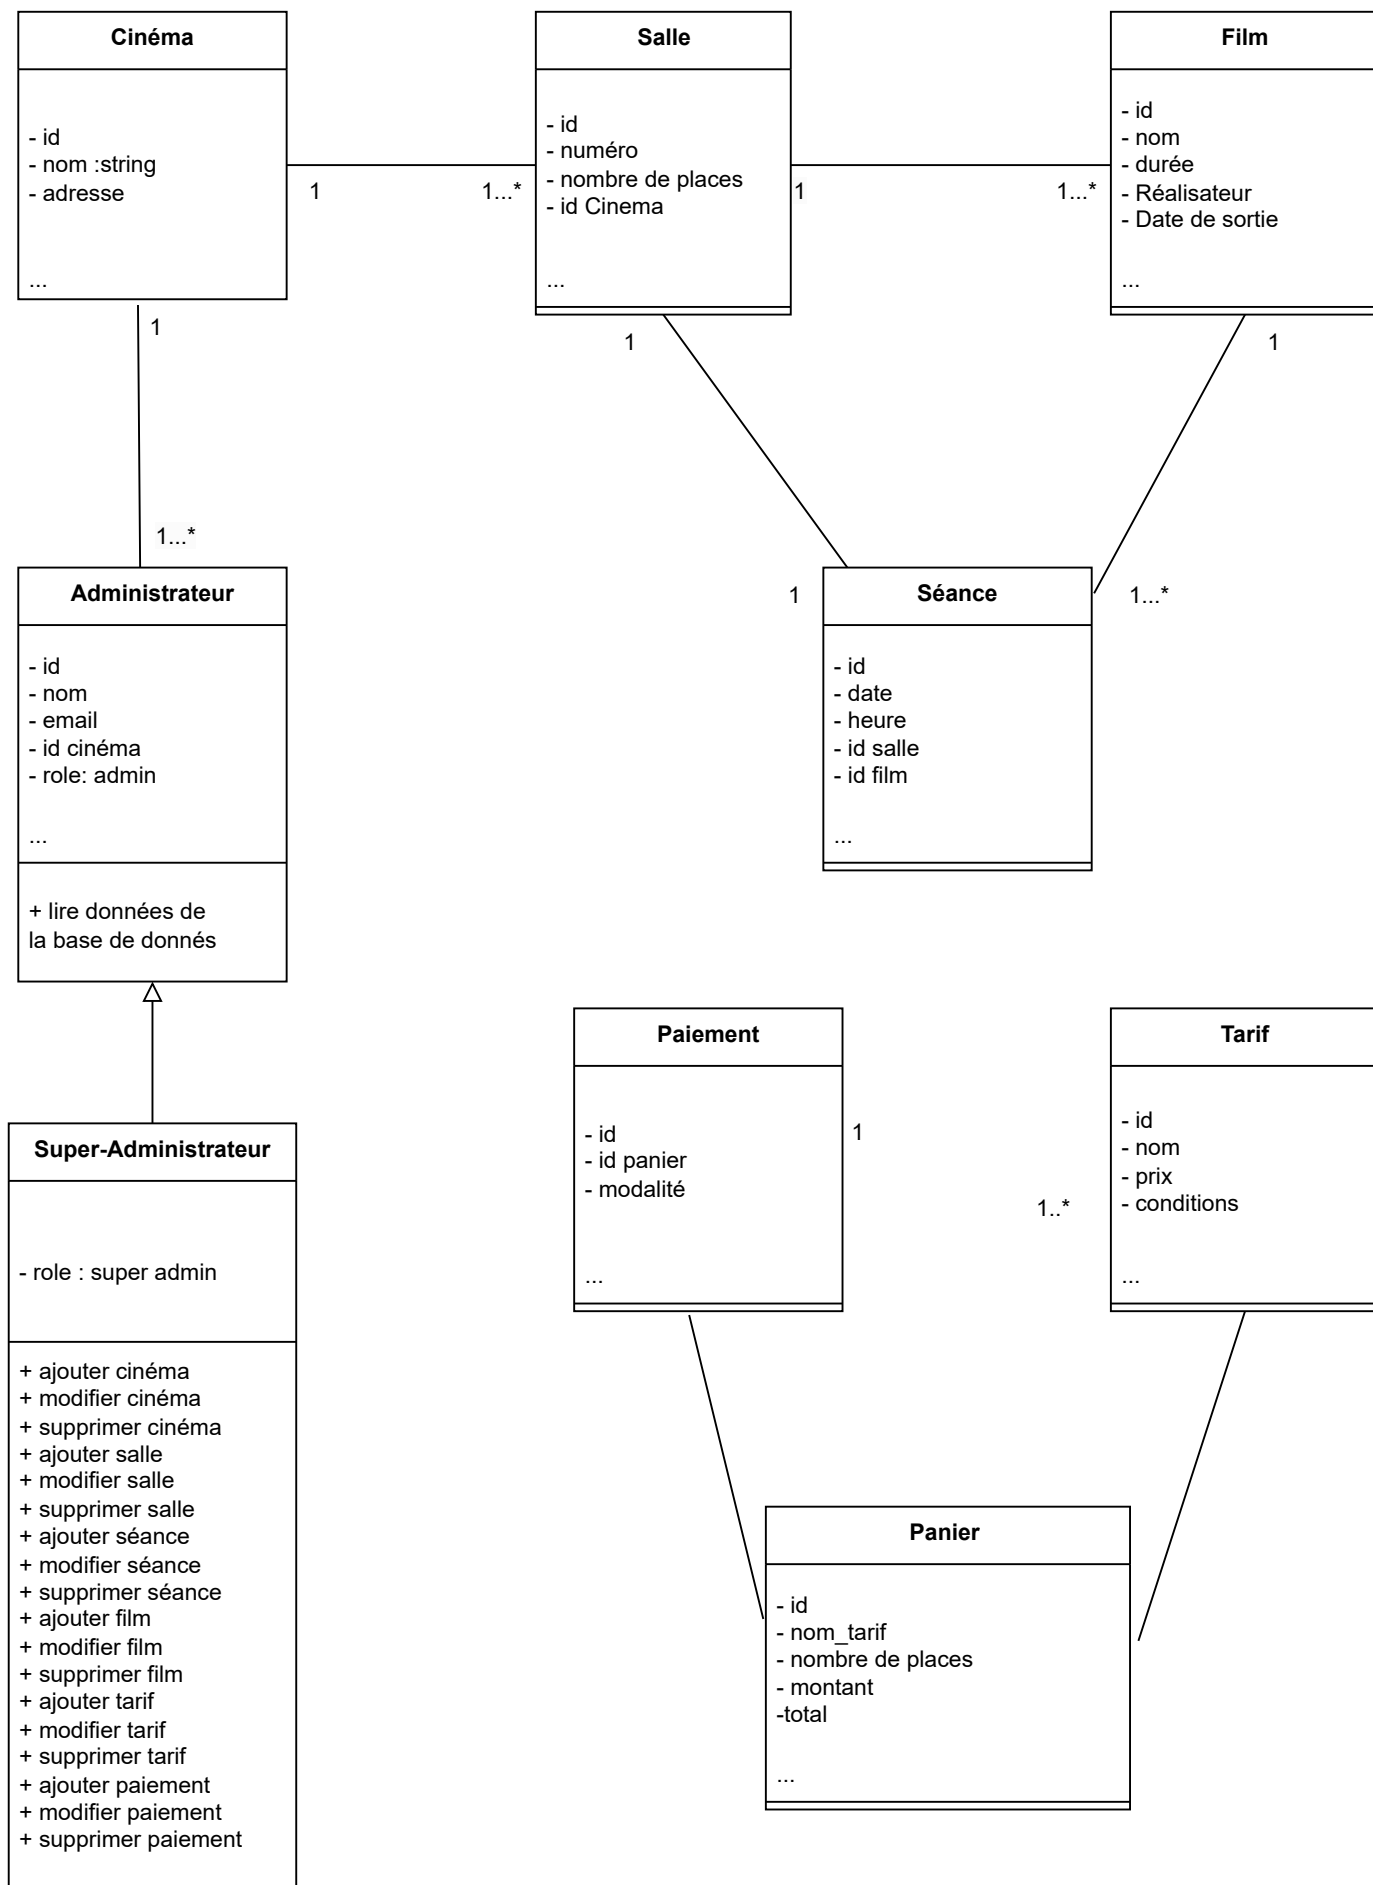 Cinéma
- id
- nom :string
- adresse
...
1
1...*
Salle
- id
- numéro
- nombre de places
- id Cinema
...
1
1...*
Film
- id
- nom
- durée
- Réalisateur
- Date de sortie
...
1
1...*
1
1
1
1...*
Administrateur
- id
- nom
- email
- id cinéma
- role: admin
...
+ lire données de
la base de donnés
Séance
- id
- date
- heure
- id salle
- id film
...
Super-Administrateur
- role : super admin
+ ajouter cinéma
+ modifier cinéma
+ supprimer cinéma
+ ajouter salle
+ modifier salle
+ supprimer salle
+ ajouter séance
+ modifier séance
+ supprimer séance
+ ajouter film
+ modifier film
+ supprimer film
+ ajouter tarif
+ modifier tarif
+ supprimer tarif
+ ajouter paiement
+ modifier paiement
+ supprimer paiement
Paiement
- id
- id panier
- modalité
...
1
1..*
Tarif
- id
- nom
- prix
- conditions
...
Panier
- id
- nom_tarif
- nombre de places
- montant
-total
...